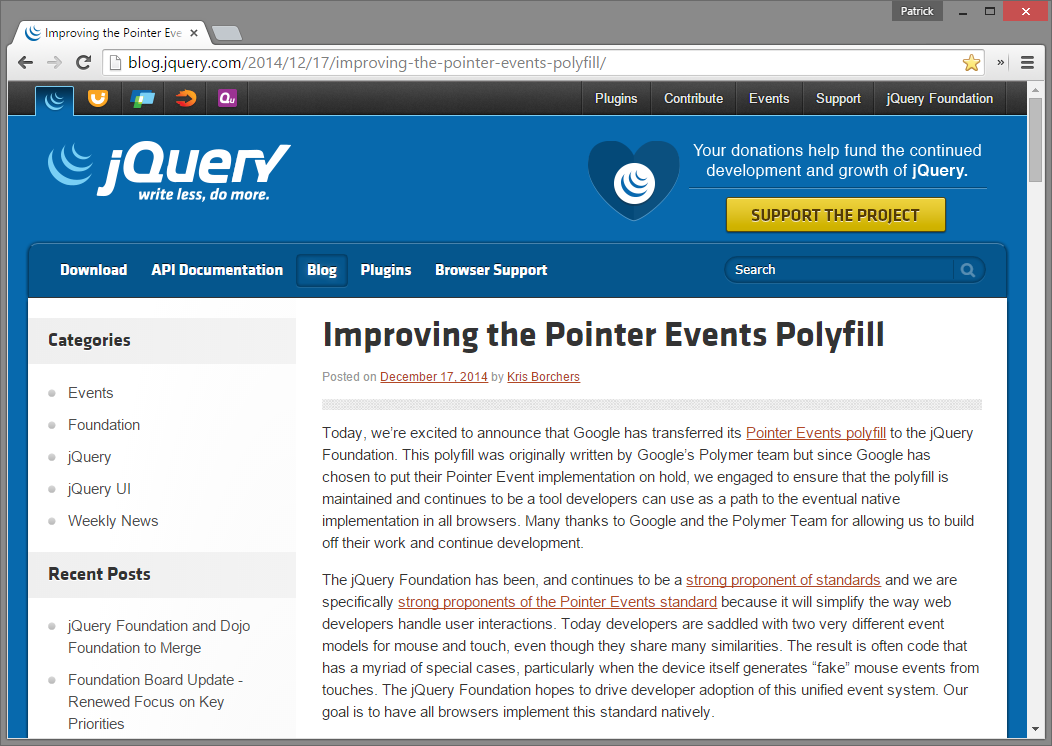 Patrick
Improving the Pointer Eve
blog.jquery.com/2014/12/17/improving-the-pointer-events-polyfill/
Qu
Plugins
Contribute
Events
Support
jQuery Foundation
jQuery
write less, do more.
Your donations help fund the continued
development and growth of jQuery.
SUPPORT THE PROJECT
Download
API Documentation
Blog
Plugins
Browser Support
Search
Categories
Events
Foundation
jQuery
jQuery UI
Weekly News
Recent Posts
jQuery Foundation and Dojo
Foundation to Merge
Foundation Board Update -
Renewed Focus on Key
Priorities
Improving the Pointer Events Polyfill
Posted on December 17, 2014 by Kris Borchers
Today, we’re excited to announce that Google has transferred its Pointer Events polyfill to the jQuery
Foundation. This polyfill was originally written by Google’s Polymer team but since Google has
chosen to put their Pointer Event implementation on hold, we engaged to ensure that the polyfill is
maintained and continues to be a tool developers can use as a path to the eventual native
implementation in all browsers. Many thanks to Google and the Polymer Team for allowing us to build
off their work and continue development.
The jQuery Foundation has been, and continues to be a strong proponent of standards and we are
specifically strong proponents of the Pointer Events standard because it will simplify the way web
developers handle user interactions. Today developers are saddled with two very different event
models for mouse and touch, even though they share many similarities. The result is often code that
has a myriad of special cases, particularly when the device itself generates “fake” mouse events from
touches. The jQuery Foundation hopes to drive developer adoption of this unified event system. Our
goal is to have all browsers implement this standard natively.